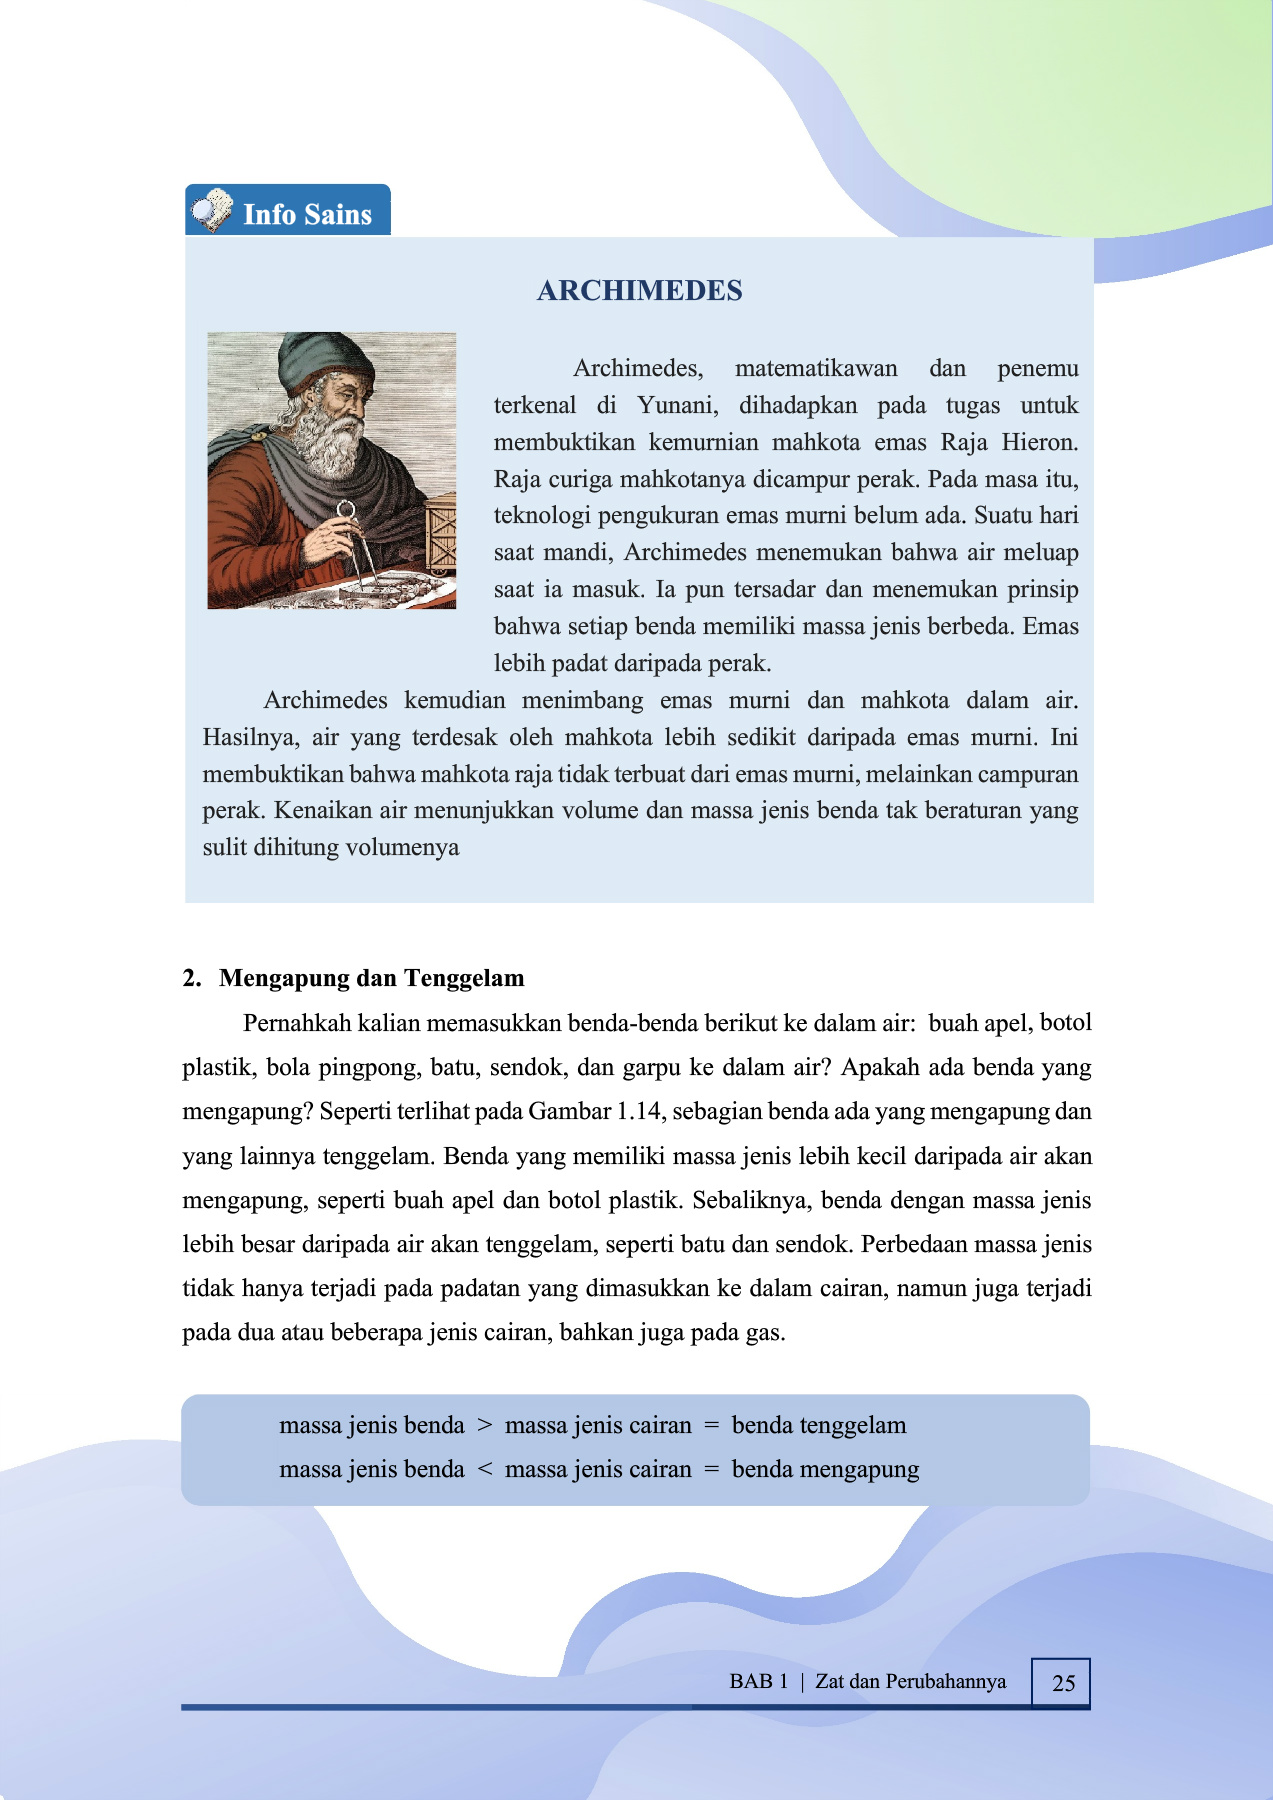 Info Sains
ARCHIMEDES
Archimedes, matematikawan dan penemu
terkenal di Yunani, dihadapkan pada tugas untuk
membuktikan kemurnian mahkota emas Raja Hieron.
Raja curiga mahkotanya dicampur perak. Pada masa itu,
teknologi pengukuran emas murni belum ada. Suatu hari
saat mandi, Archimedes menemukan bahwa air meluap
saat ia masuk. Ia pun tersadar dan menemukan prinsip
bahwa setiap benda memiliki massa jenis berbeda. Emas
lebih padat daripada perak.
Archimedes kemudian menimbang emas murni dan mahkota dalam air.
Hasilnya, air yang terdesak oleh mahkota lebih sedikit daripada emas murni. Ini
membuktikan bahwa mahkota raja tidak terbuat dari emas murni, melainkan campuran
perak. Kenaikan air menunjukkan volume dan massa jenis benda tak beraturan yang
sulit dihitung volumenya
2. Mengapung dan Tenggelam
Pernahkah kalian memasukkan benda-benda berikut ke dalam air: buah apel, botol
plastik, bola pingpong, batu, sendok, dan garpu ke dalam air? Apakah ada benda yang
mengapung? Seperti terlihat pada Gambar 1.14, sebagian benda ada yang mengapung dan
yang lainnya tenggelam. Benda yang memiliki massa jenis lebih kecil daripada air akan
mengapung, seperti buah apel dan botol plastik. Sebaliknya, benda dengan massa jenis
lebih besar daripada air akan tenggelam, seperti batu dan sendok. Perbedaan massa jenis
tidak hanya terjadi pada padatan yang dimasukkan ke dalam cairan, namun juga terjadi
pada dua atau beberapa jenis cairan, bahkan juga pada gas.
massa jenis benda > massa jenis cairan = benda tenggelam
massa jenis benda < massa jenis cairan = benda mengapung
BAB 1 | Zat dan Perubahannya 25